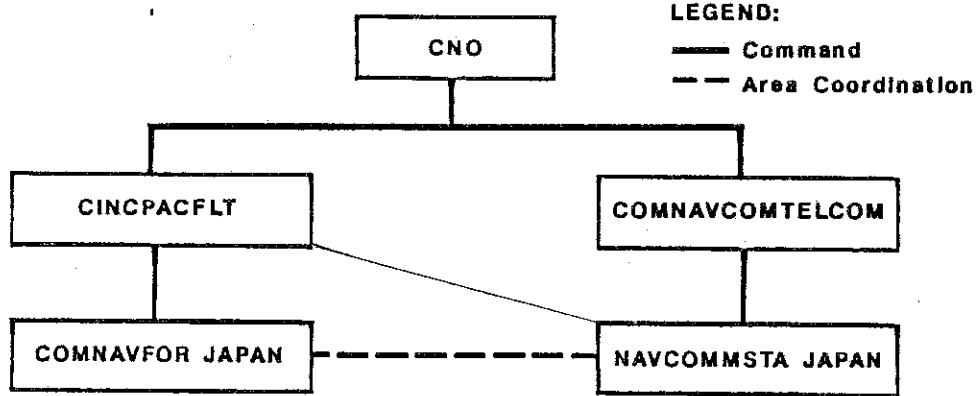 LEGEND:
CNO
Command
Area Coordination
CINCPACFLT
COMNAVCOMTELCOM
COMNAVFOR JAPAN
NAVCOMMSTA JAPAN